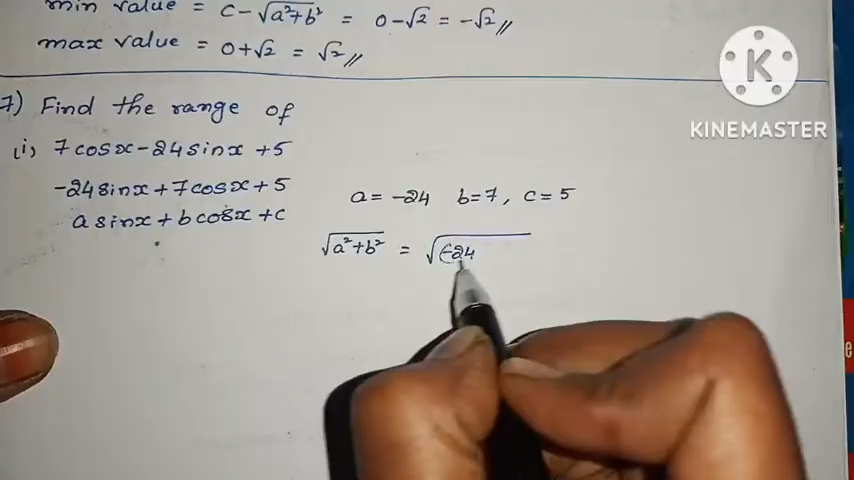 min value = c - √a²+b² = 0-√2 = -√2 //
max value = 0+√2 = √2 //
7) Find the range of
(i) 7cosx-24sinx+5
-24sinx+7cosx+5
a sinx + b cosx + c
a = -24 b=7, c=5
√a²+b² = √(-24
K
KINEMASTER